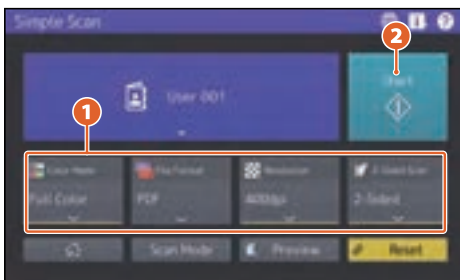 Simple Scan
2
Start
User 001
1
Color Mode
File Format
Resolution
2-Sided Scan
Full Color
PDF
400dpi
2-Sided
Scan Mode
Preview
Reset